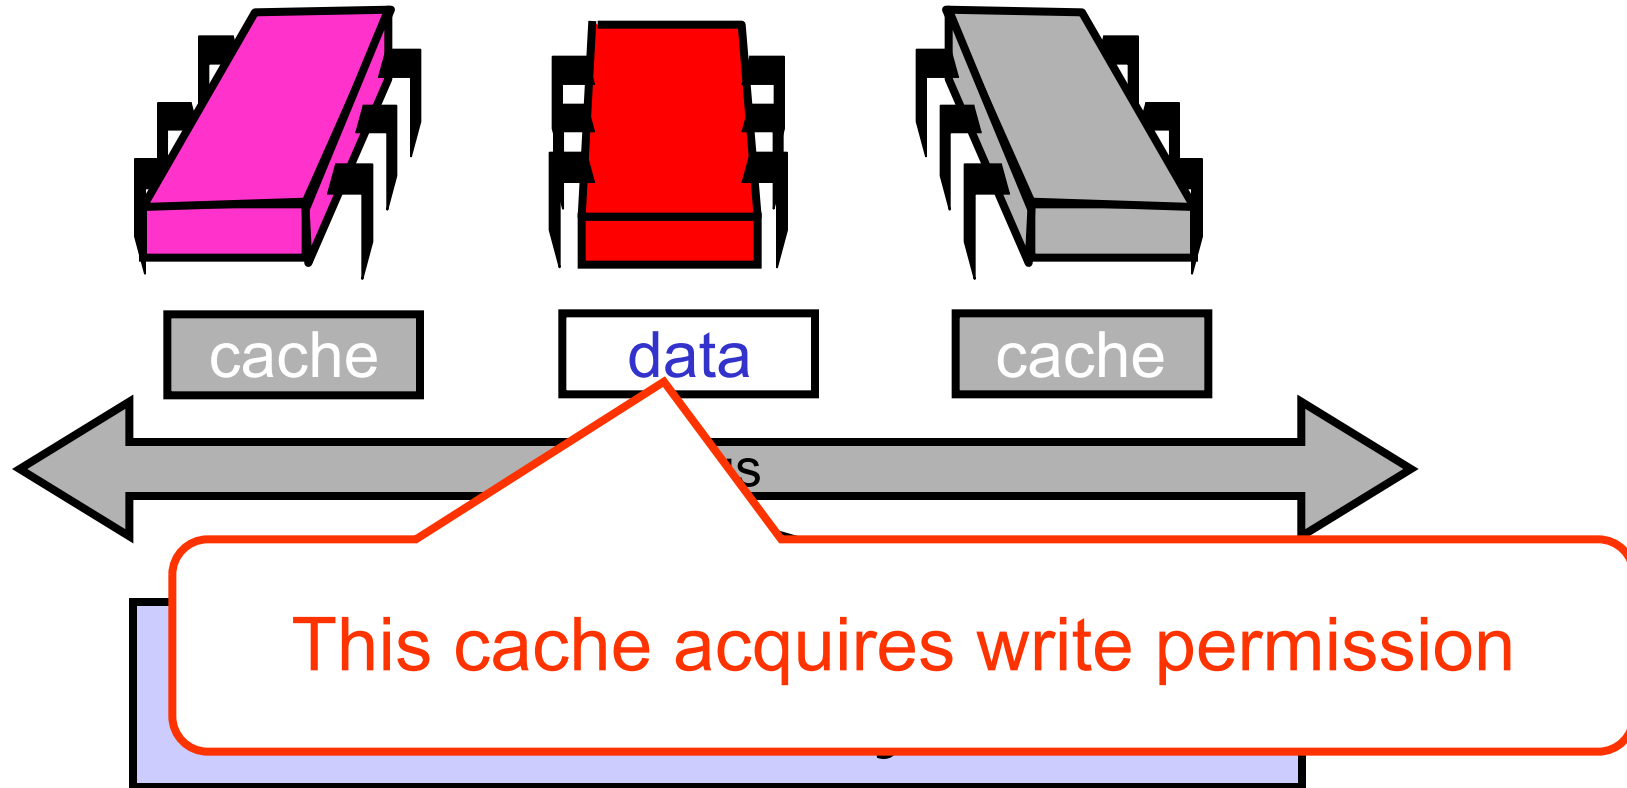 cache
data
cache
This cache acquires write permission